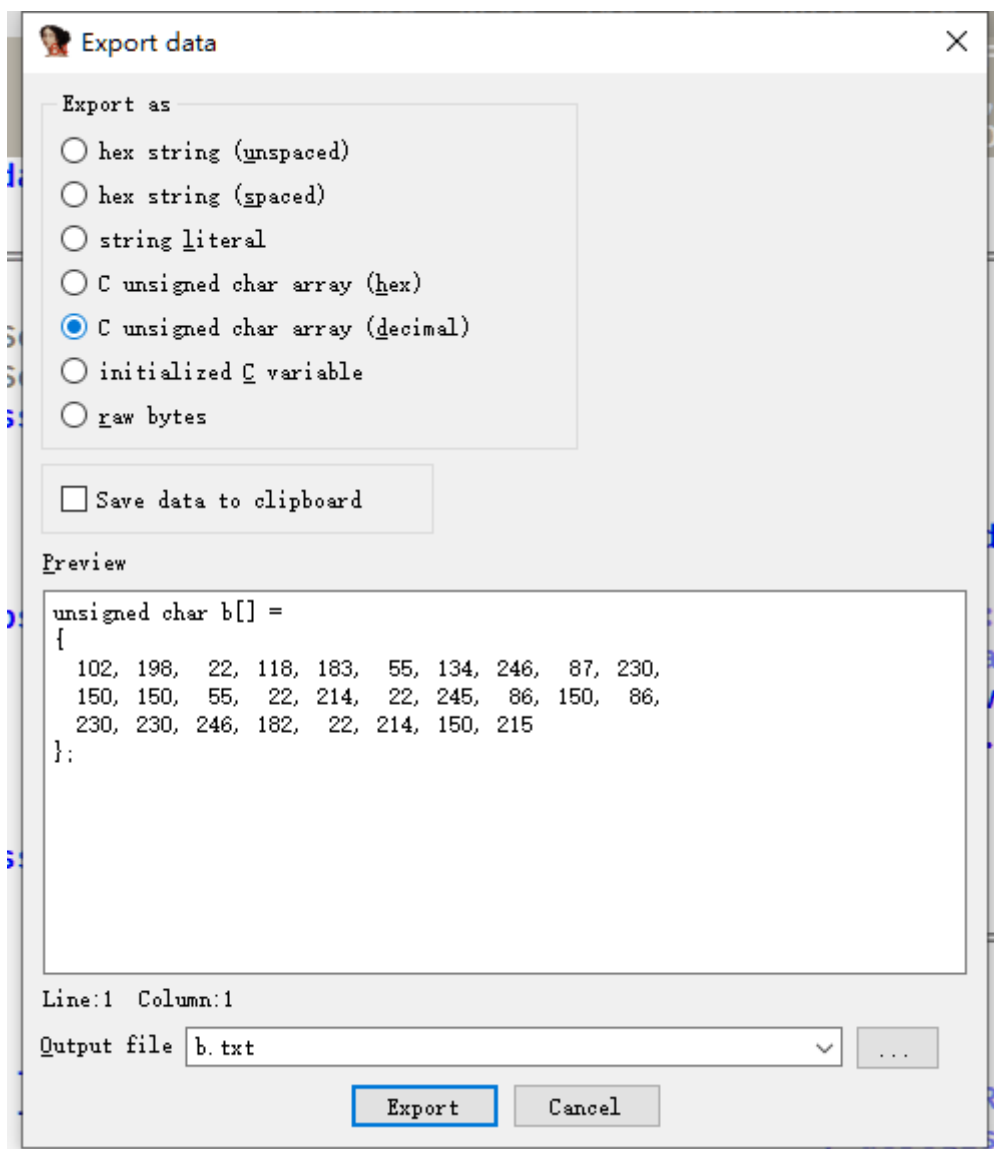 Export data
Export as
hex string (unspaced)
hex string (spaced)
string literal
C unsigned char array (hex)
C unsigned char array (decimal)
initialized C variable
raw bytes
Save data to clipboard
Preview
unsigned char b[] =
{
102, 198, 22, 118, 183, 55, 134, 246, 87, 230,
150, 150, 55, 22, 214, 22, 245, 86, 150, 86,
230, 230, 246, 182, 22, 214, 150, 215
};
Line:1 Column:1
Output file b.txt ...
Export Cancel